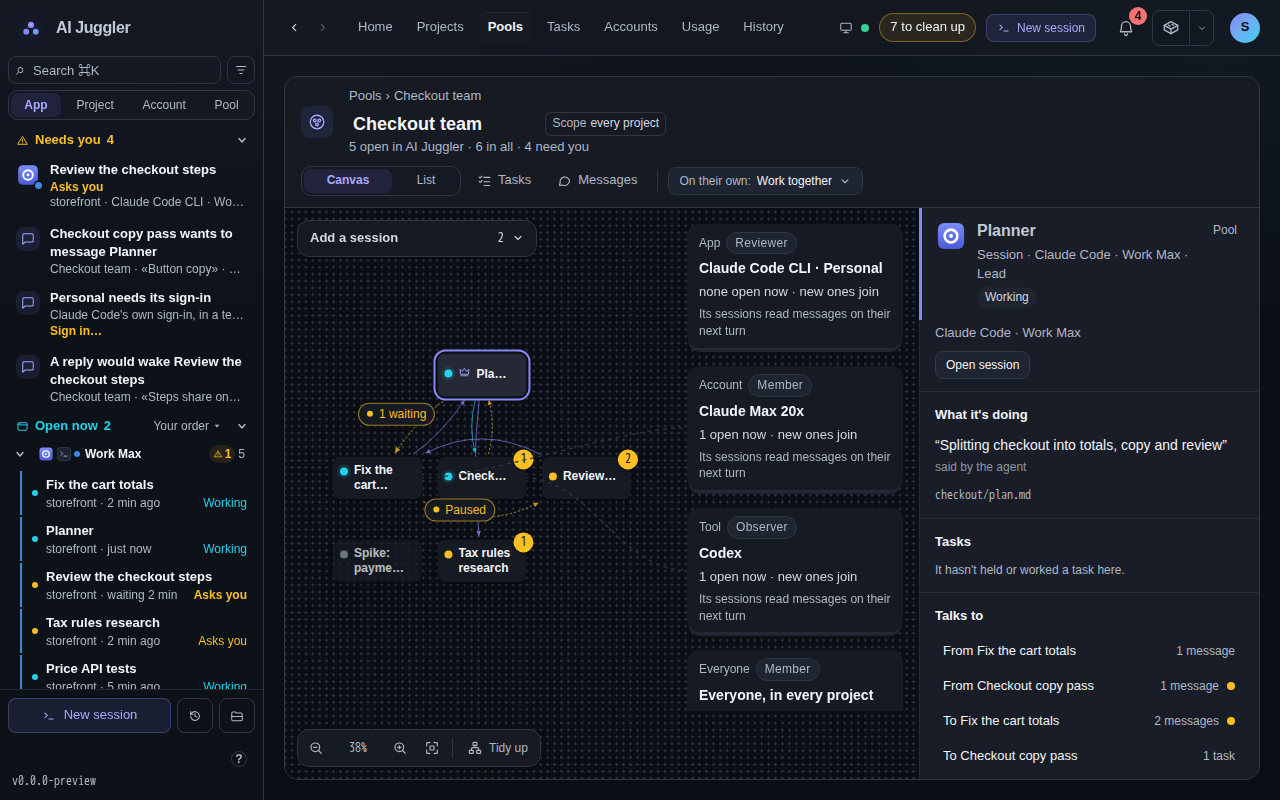 AI Juggler
Home
Projects
Pools
Tasks
Accounts
Usage
History
7 to clean up
New session
4
S
Search ⌘K
App
Project
Account
Pool
Needs you 4
Review the checkout steps
Asks you
storefront · Claude Code CLI · Wo…
Checkout copy pass wants to
message Planner
Checkout team · «Button copy» · …
Personal needs its sign-in
Claude Code's own sign-in, in a te…
Sign in…
A reply would wake Review the
checkout steps
Checkout team · «Steps share on…
Open now 2
Your order
Work Max
1
5
Fix the cart totals
storefront · 2 min ago
Working
Planner
storefront · just now
Working
Review the checkout steps
storefront · waiting 2 min
Asks you
Tax rules research
storefront · 2 min ago
Asks you
Price API tests
storefront · 5 min ago
Working
New session
?
v0.0.0-preview
Pools › Checkout team
Checkout team
Scope every project
5 open in AI Juggler · 6 in all · 4 need you
Canvas
List
Tasks
Messages
On their own: Work together
Add a session
2
Pla…
1 waiting
Fix the
cart…
Check…
1
Review…
2
Paused
Spike:
payme…
Tax rules
research
1
38%
Tidy up
App
Reviewer
Claude Code CLI · Personal
none open now · new ones join
Its sessions read messages on their
next turn
Account
Member
Claude Max 20x
1 open now · new ones join
Its sessions read messages on their
next turn
Tool
Observer
Codex
1 open now · new ones join
Its sessions read messages on their
next turn
Everyone
Member
Everyone, in every project
Planner
Pool
Session · Claude Code · Work Max ·
Lead
Working
Claude Code · Work Max
Open session
What it's doing
“Splitting checkout into totals, copy and review”
said by the agent
checkout/plan.md
Tasks
It hasn't held or worked a task here.
Talks to
From Fix the cart totals
1 message
From Checkout copy pass
1 message
To Fix the cart totals
2 messages
To Checkout copy pass
1 task